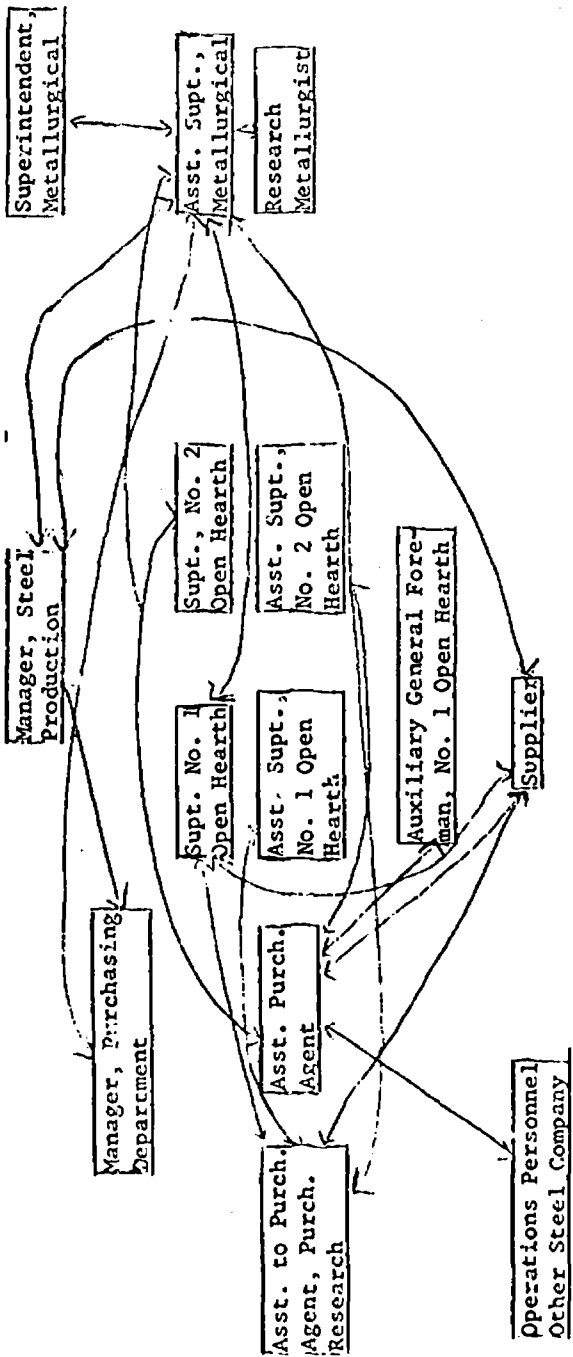 Manager, Purchasing
Department
Manager, Steel
Production
Superintendent,
Metallurgical
Asst. to Purch.
Agent, Purch.
Research
Asst. Purch.
Agent
Supt. No. 1
Open Hearth
Asst. Supt.,
No. 1 Open
Hearth
Supt., No. 2
Open Hearth
Asst. Supt.,
No. 2 Open
Hearth
Asst. Supt.,
Metallurgical
Research
Metallurgist
Auxiliary General Fore-
man, No. 1 Open Hearth
Operations Personnel
Other Steel Company
Supplier